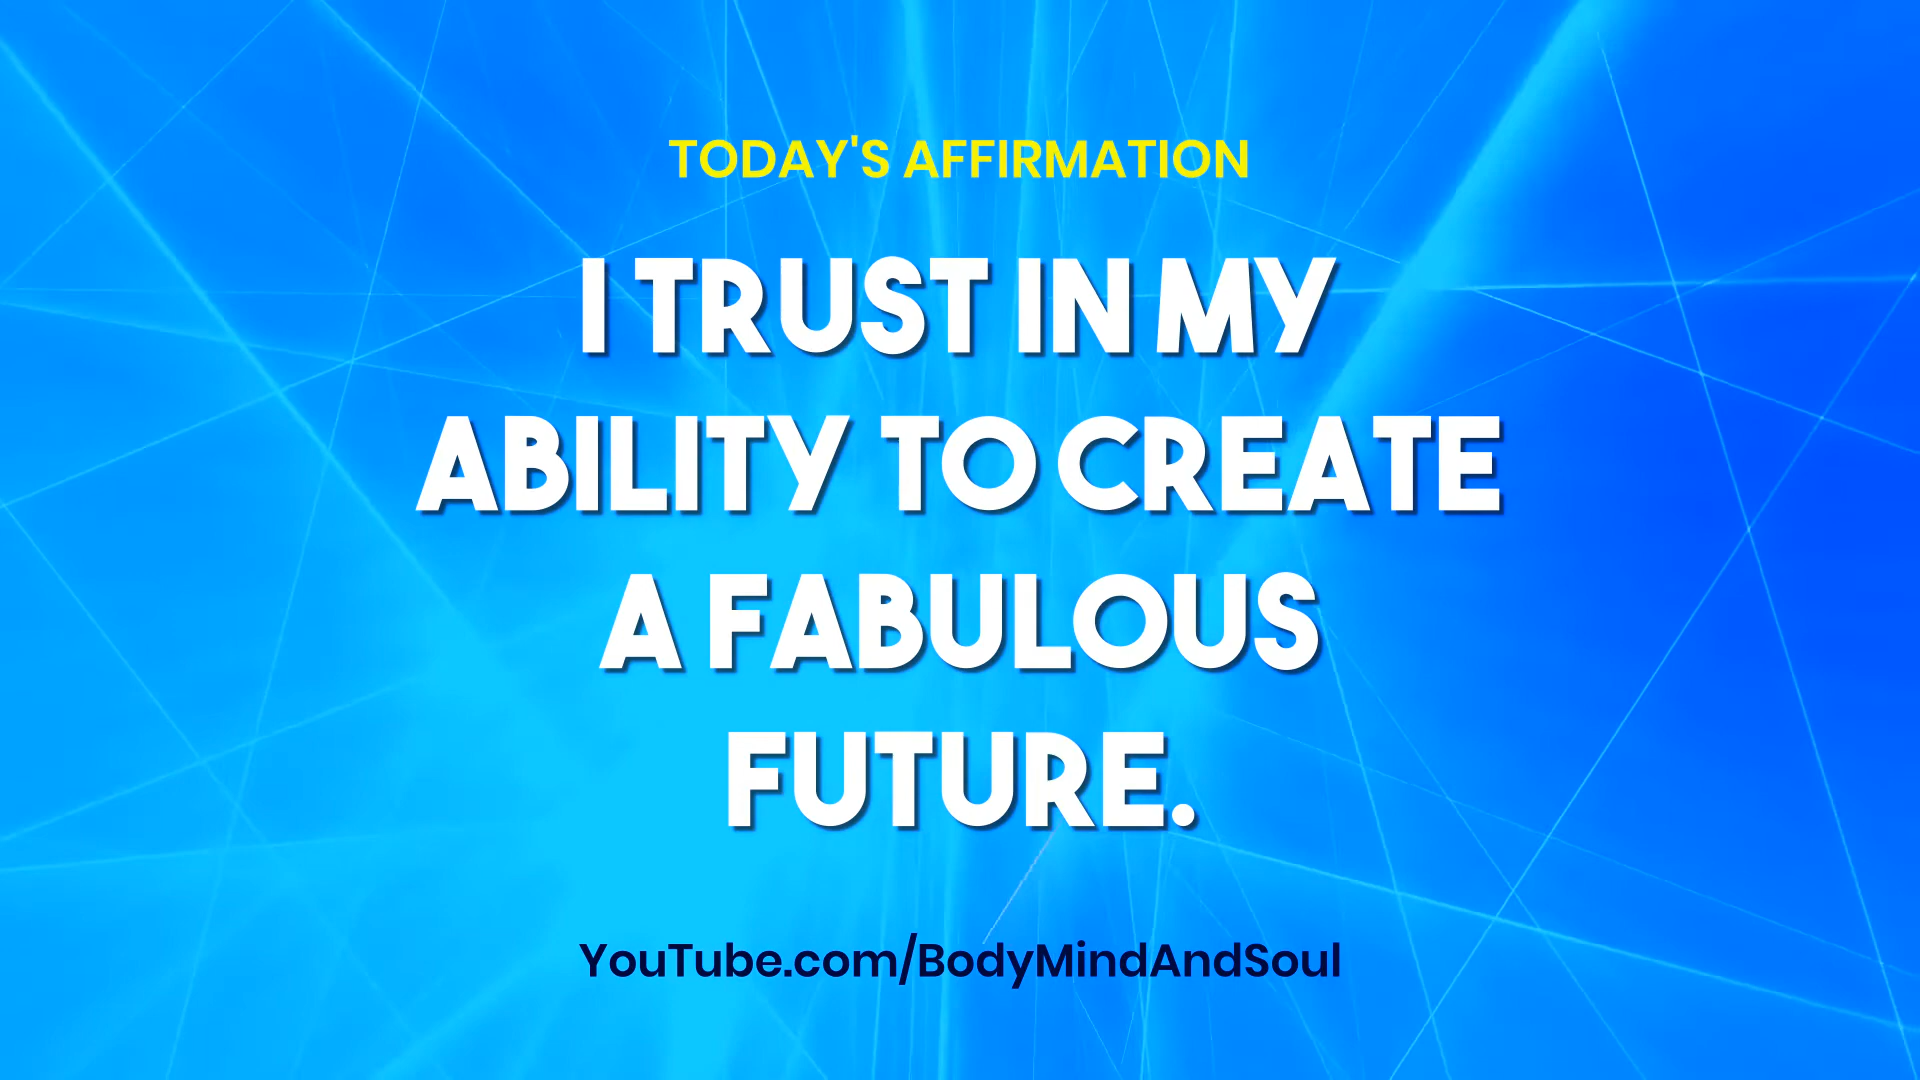 TODAY'S AFFIRMATION
I TRUST IN MY
ABILITY TO CREATE
A FABULOUS
FUTURE.
YouTube.com/BodyMindAndSoul